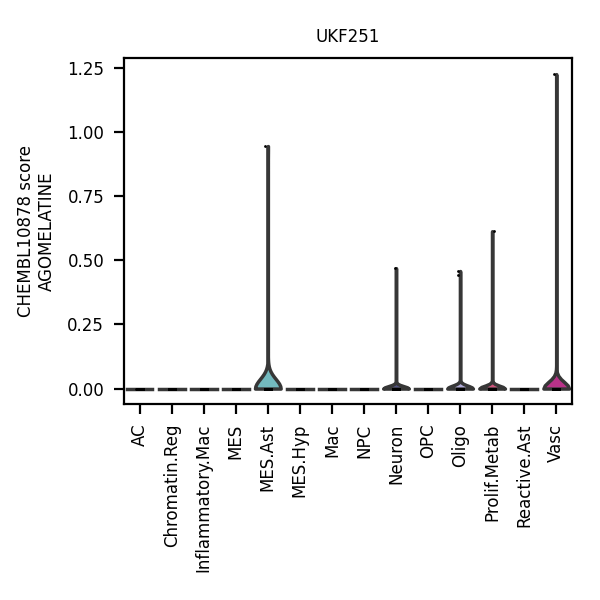 UKF251
CHEMBL10878 score
AGOMELATINE
1.25
1.00
0.75
0.50
0.25
0.00
AC
Chromatin.Reg
Inflammatory.Mac
MES
MES.Ast
MES.Hyp
Mac
NPC
Neuron
OPC
Oligo
Prolif.Metab
Reactive.Ast
Vasc